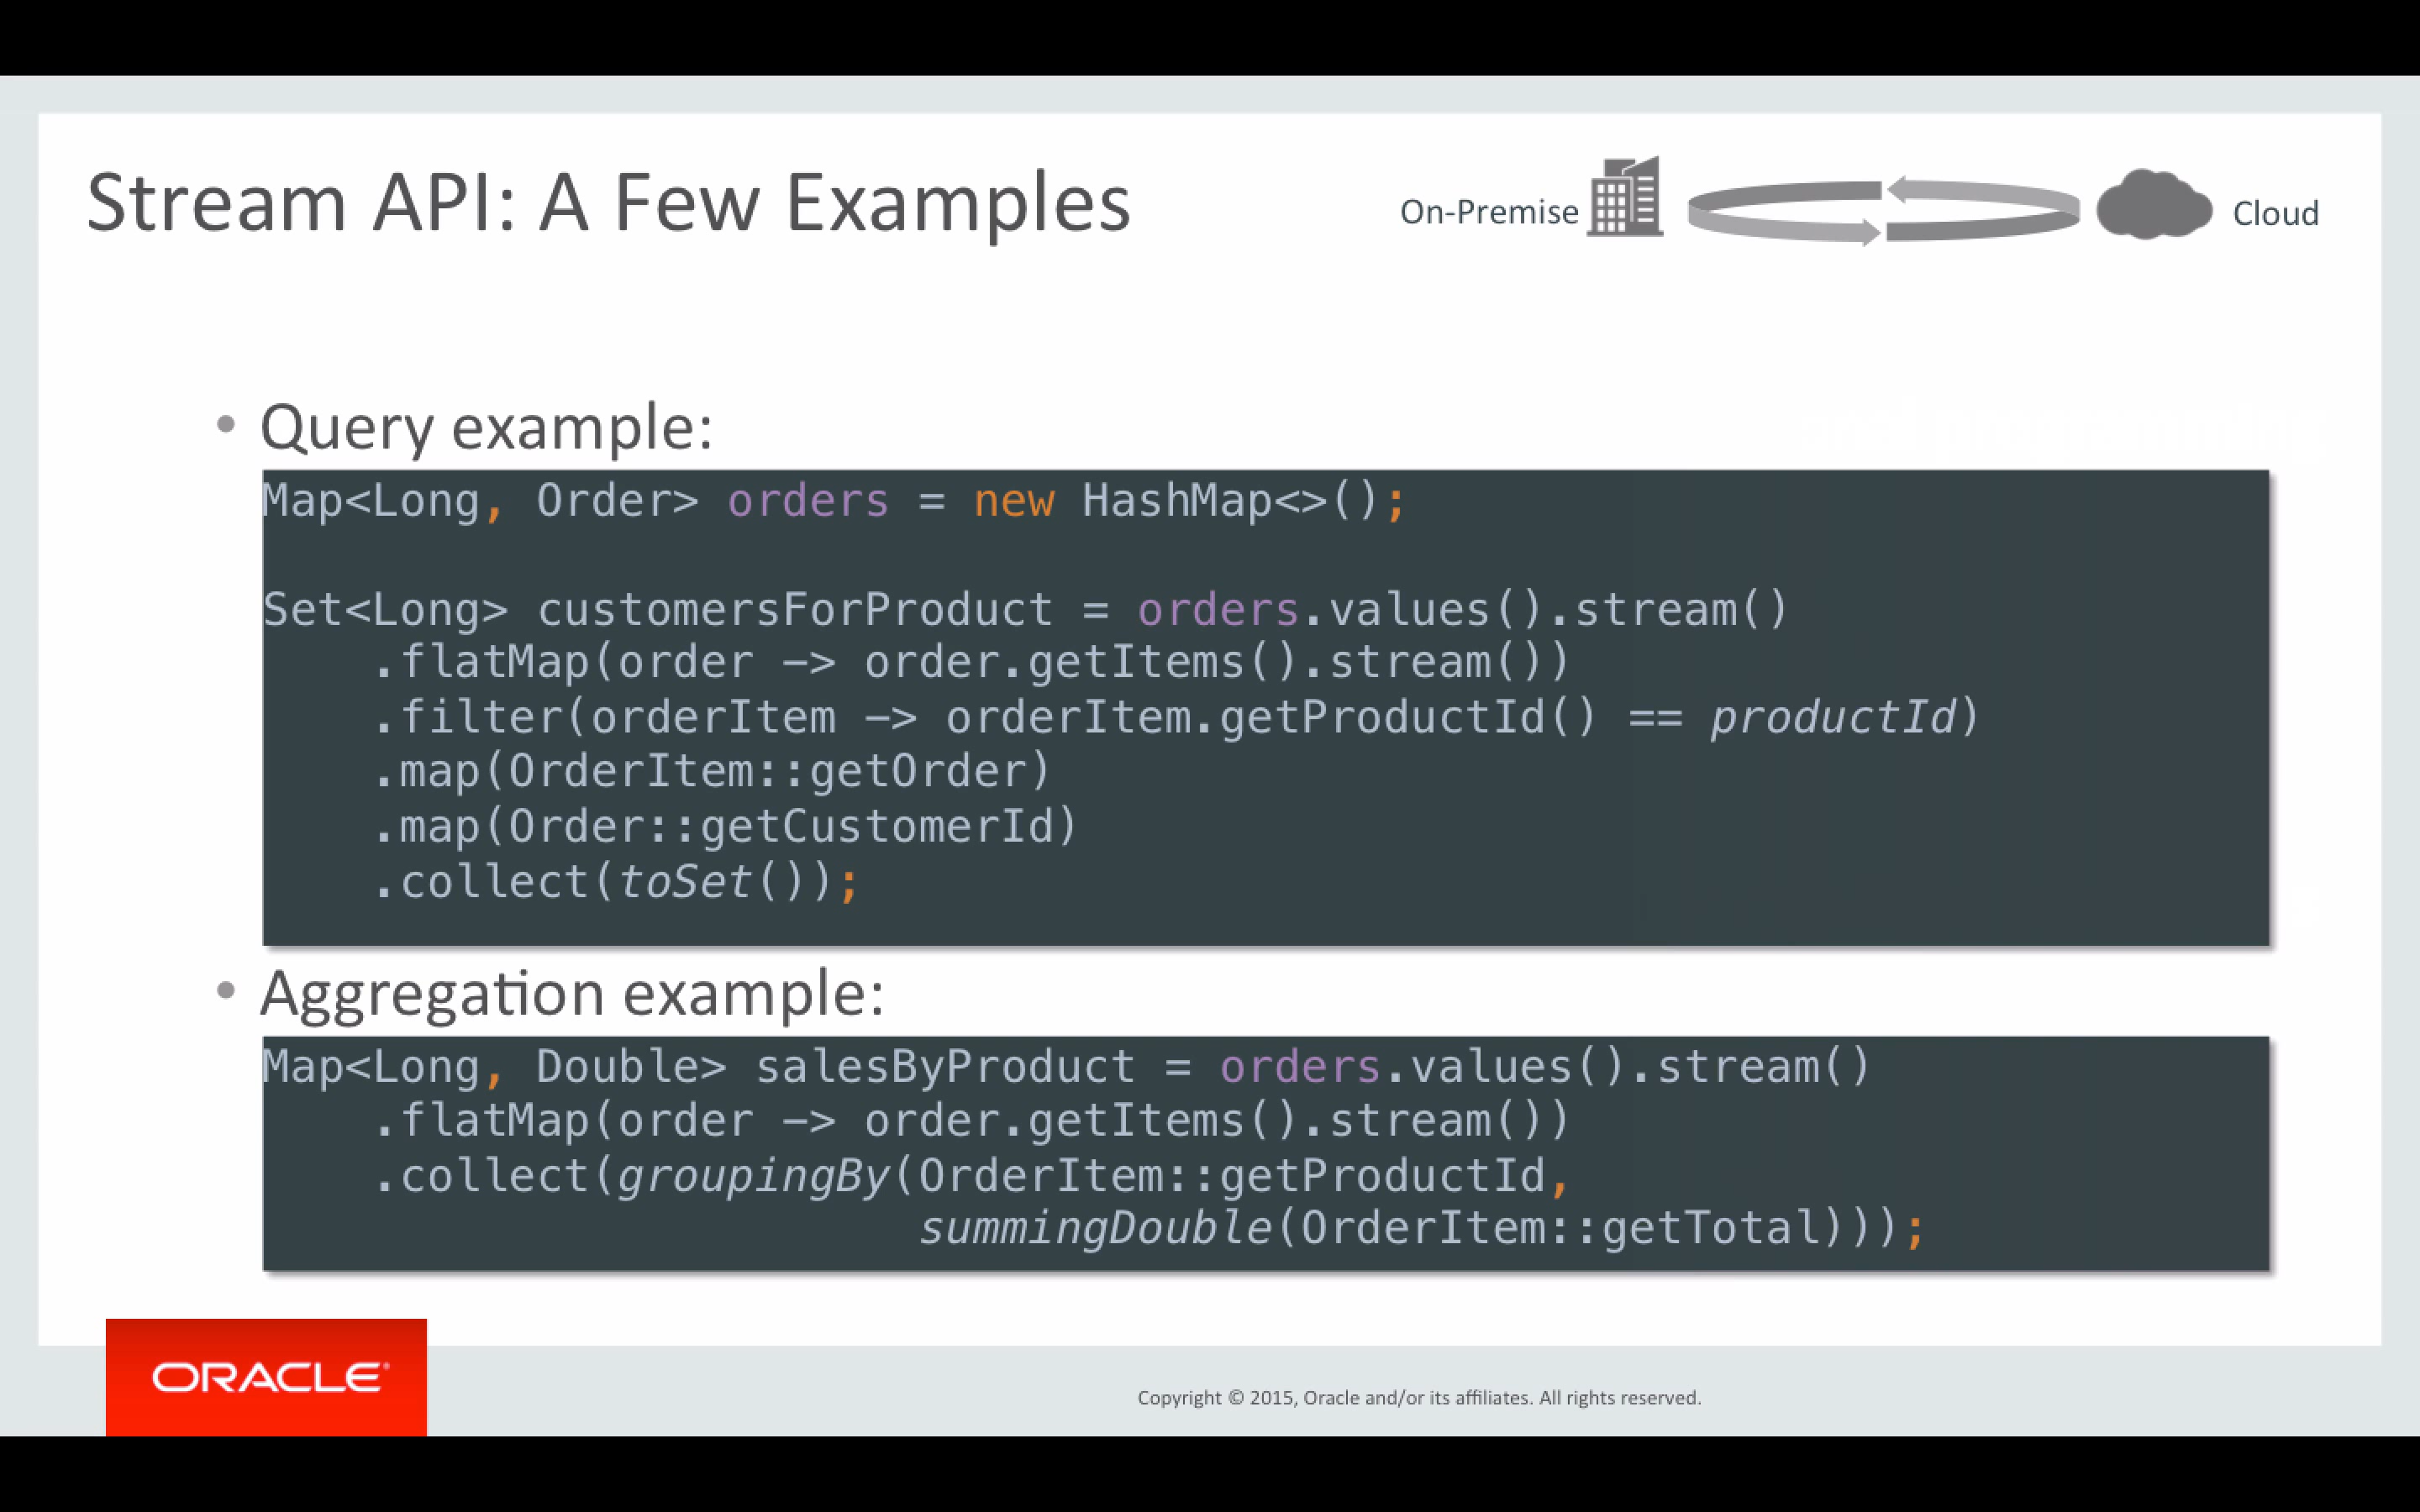 Stream API: A Few Examples
On-Premise
Cloud
• Query example:
Map<Long, Order> orders = new HashMap<>();
Set<Long> customersForProduct = orders.values().stream()
    .flatMap(order -> order.getItems().stream())
    .filter(orderItem -> orderItem.getProductId() == productId)
    .map(OrderItem::getOrder)
    .map(Order::getCustomerId)
    .collect(toSet());
• Aggregation example:
Map<Long, Double> salesByProduct = orders.values().stream()
    .flatMap(order -> order.getItems().stream())
    .collect(groupingBy(OrderItem::getProductId,
                        summingDouble(OrderItem::getTotal)));
ORACLE®
Copyright © 2015, Oracle and/or its affiliates. All rights reserved.